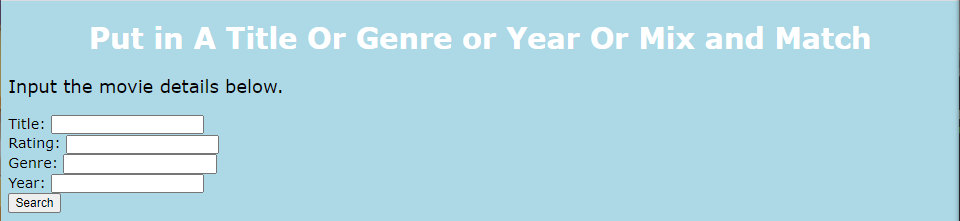 Put in A Title Or Genre or Year Or Mix and Match
Input the movie details below.
Title:
Rating:
Genre:
Year:
Search